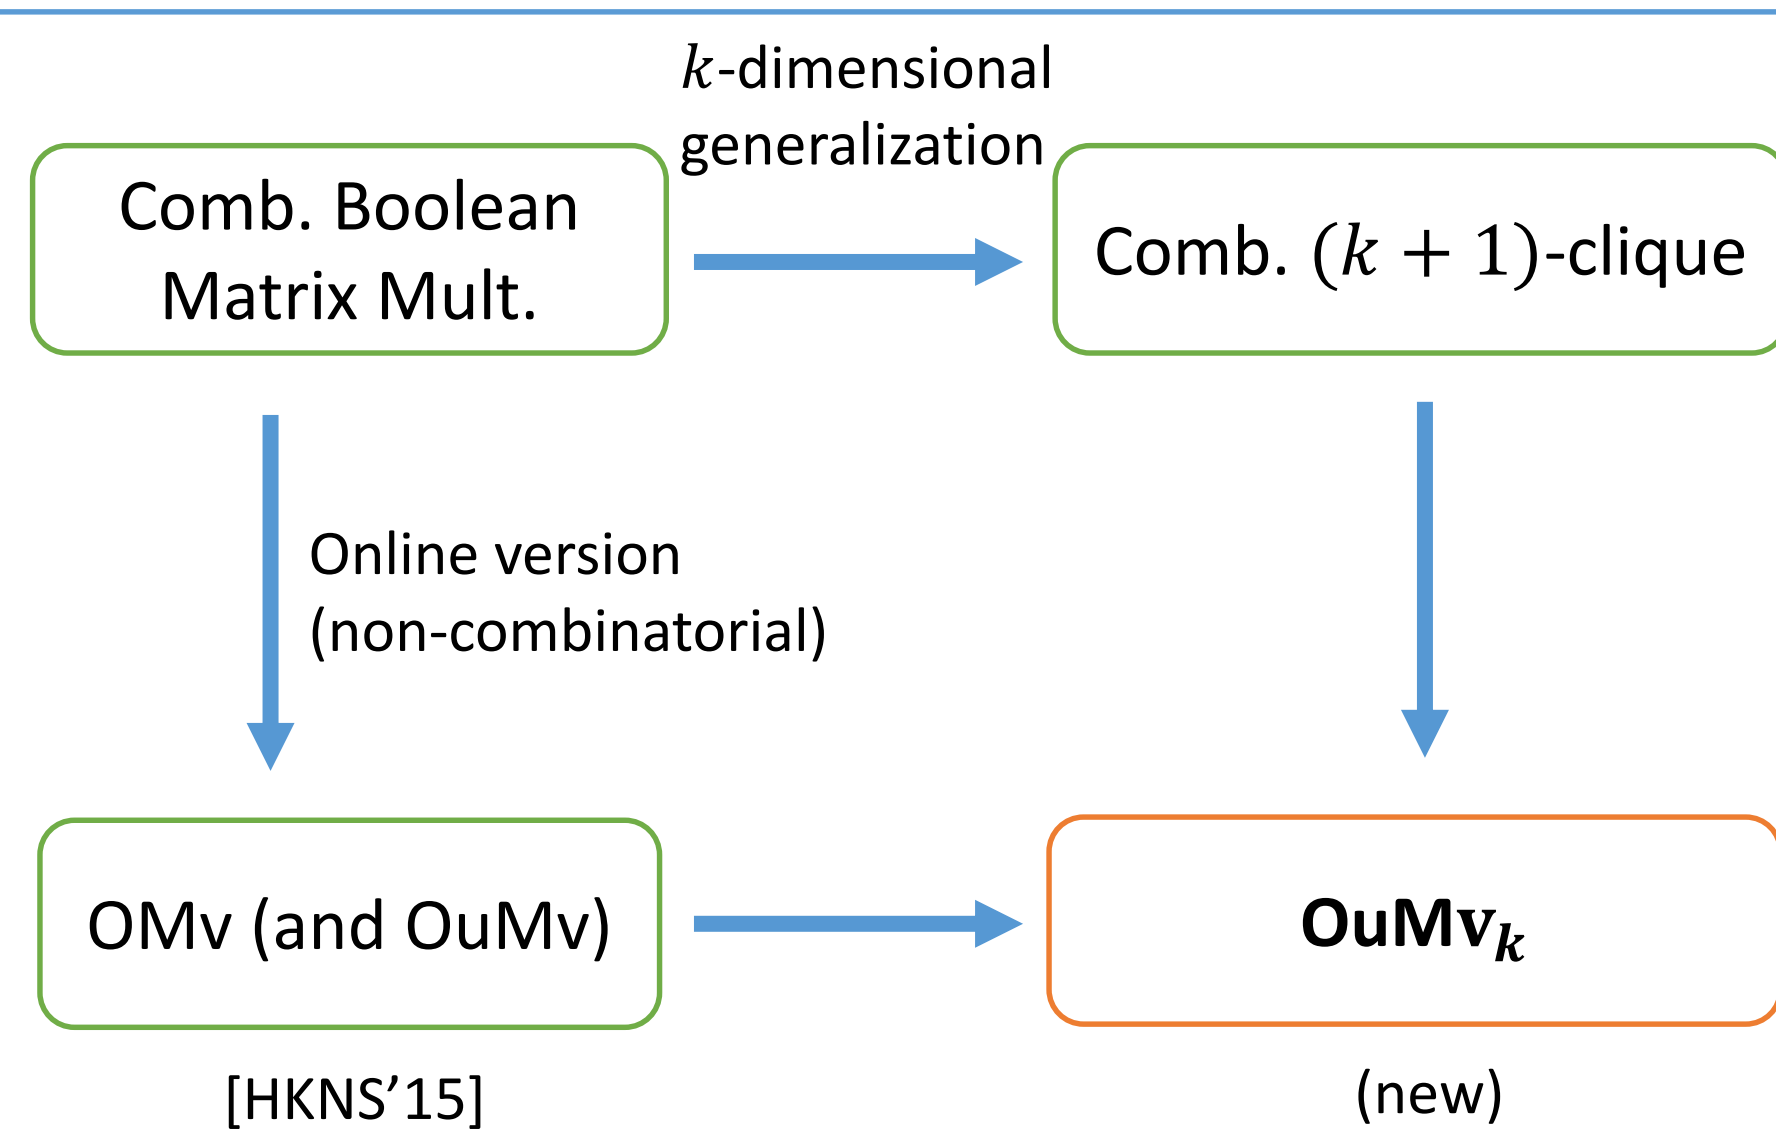 k-dimensional
generalization
Comb. Boolean
Matrix Mult.
Comb. (k + 1)-clique
Online version
(non-combinatorial)
OMv (and OuMv)
OuMvₖ
[HKNS’15]
(new)